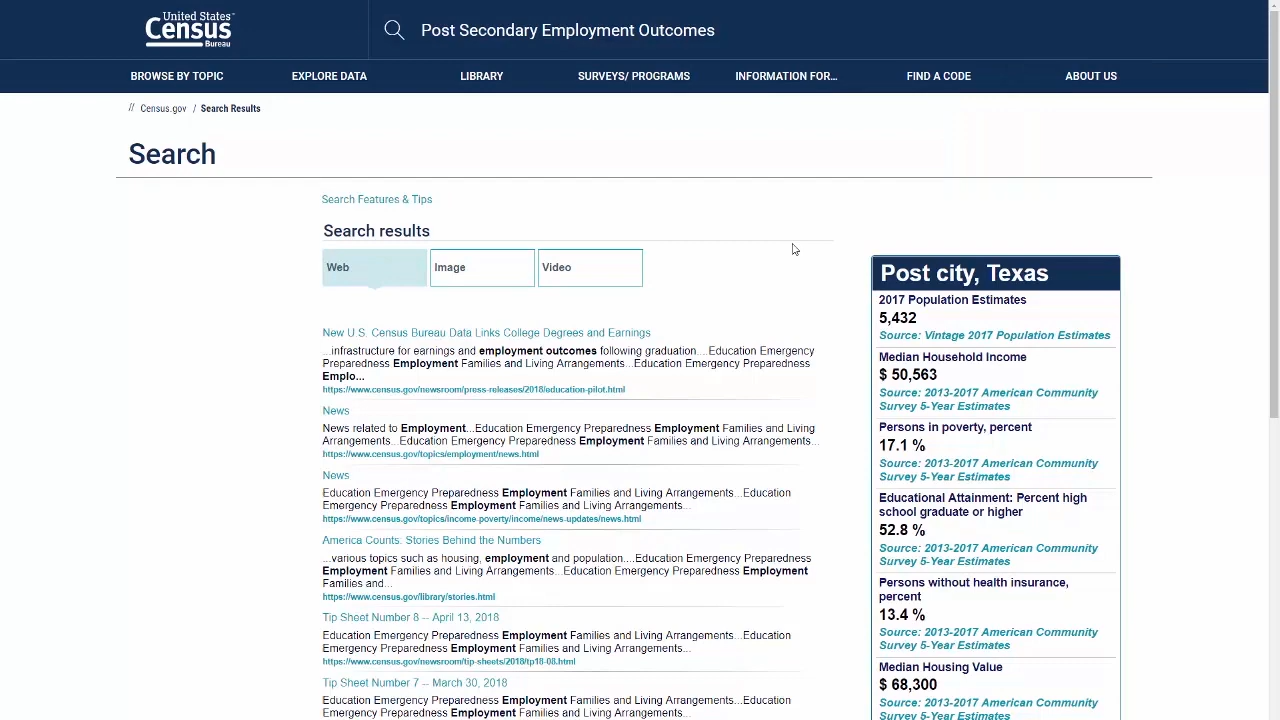 United States™
Census
Bureau
Post Secondary Employment Outcomes
BROWSE BY TOPIC
EXPLORE DATA
LIBRARY
SURVEYS/ PROGRAMS
INFORMATION FOR...
FIND A CODE
ABOUT US
// Census.gov / Search Results
Search
Search Features & Tips
Search results
Web
Image
Video
New U.S. Census Bureau Data Links College Degrees and Earnings
...infrastructure for earnings and employment outcomes following graduation....Education Emergency
Preparedness Employment Families and Living Arrangements...Education Emergency Preparedness
Emplo...
https://www.census.gov/newsroom/press-releases/2018/education-pilot.html
News
News related to Employment...Education Emergency Preparedness Employment Families and Living
Arrangements...Education Emergency Preparedness Employment Families and Living Arrangements...
https://www.census.gov/topics/employment/news.html
News
Education Emergency Preparedness Employment Families and Living Arrangements...Education
Emergency Preparedness Employment Families and Living Arrangements...
https://www.census.gov/topics/income-poverty/income/news-updates/news.html
America Counts: Stories Behind the Numbers
...various topics such as housing, employment and population....Education Emergency Preparedness
Employment Families and Living Arrangements...Education Emergency Preparedness Employment
Families and...
https://www.census.gov/library/stories.html
Tip Sheet Number 8 -- April 13, 2018
Education Emergency Preparedness Employment Families and Living Arrangements...Education
Emergency Preparedness Employment Families and Living Arrangements...
https://www.census.gov/newsroom/tip-sheets/2018/tp18-08.html
Tip Sheet Number 7 -- March 30, 2018
Education Emergency Preparedness Employment Families and Living Arrangements...Education
Emergency Preparedness Employment Families and Living Arrangements...
Post city, Texas
2017 Population Estimates
5,432
Source: Vintage 2017 Population Estimates
Median Household Income
$ 50,563
Source: 2013-2017 American Community
Survey 5-Year Estimates
Persons in poverty, percent
17.1 %
Source: 2013-2017 American Community
Survey 5-Year Estimates
Educational Attainment: Percent high
school graduate or higher
52.8 %
Source: 2013-2017 American Community
Survey 5-Year Estimates
Persons without health insurance,
percent
13.4 %
Source: 2013-2017 American Community
Survey 5-Year Estimates
Median Housing Value
$ 68,300
Source: 2013-2017 American Community
Survey 5-Year Estimates